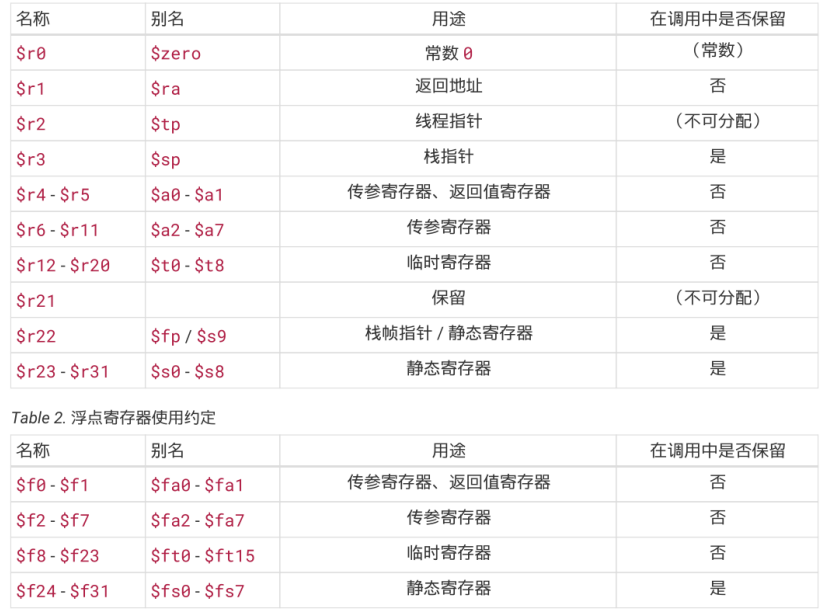 名称 别名 用途 在调用中是否保留
$r0 $zero 常数 0 （常数）
$r1 $ra 返回地址 否
$r2 $tp 线程指针 （不可分配）
$r3 $sp 栈指针 是
$r4 - $r5 $a0 - $a1 传参寄存器、返回值寄存器 否
$r6 - $r11 $a2 - $a7 传参寄存器 否
$r12 - $r20 $t0 - $t8 临时寄存器 否
$r21 保留 （不可分配）
$r22 $fp / $s9 栈帧指针 / 静态寄存器 是
$r23 - $r31 $s0 - $s8 静态寄存器 是
Table 2. 浮点寄存器使用约定
名称 别名 用途 在调用中是否保留
$f0 - $f1 $fa0 - $fa1 传参寄存器、返回值寄存器 否
$f2 - $f7 $fa2 - $fa7 传参寄存器 否
$f8 - $f23 $ft0 - $ft15 临时寄存器 否
$f24 - $f31 $fs0 - $fs7 静态寄存器 是